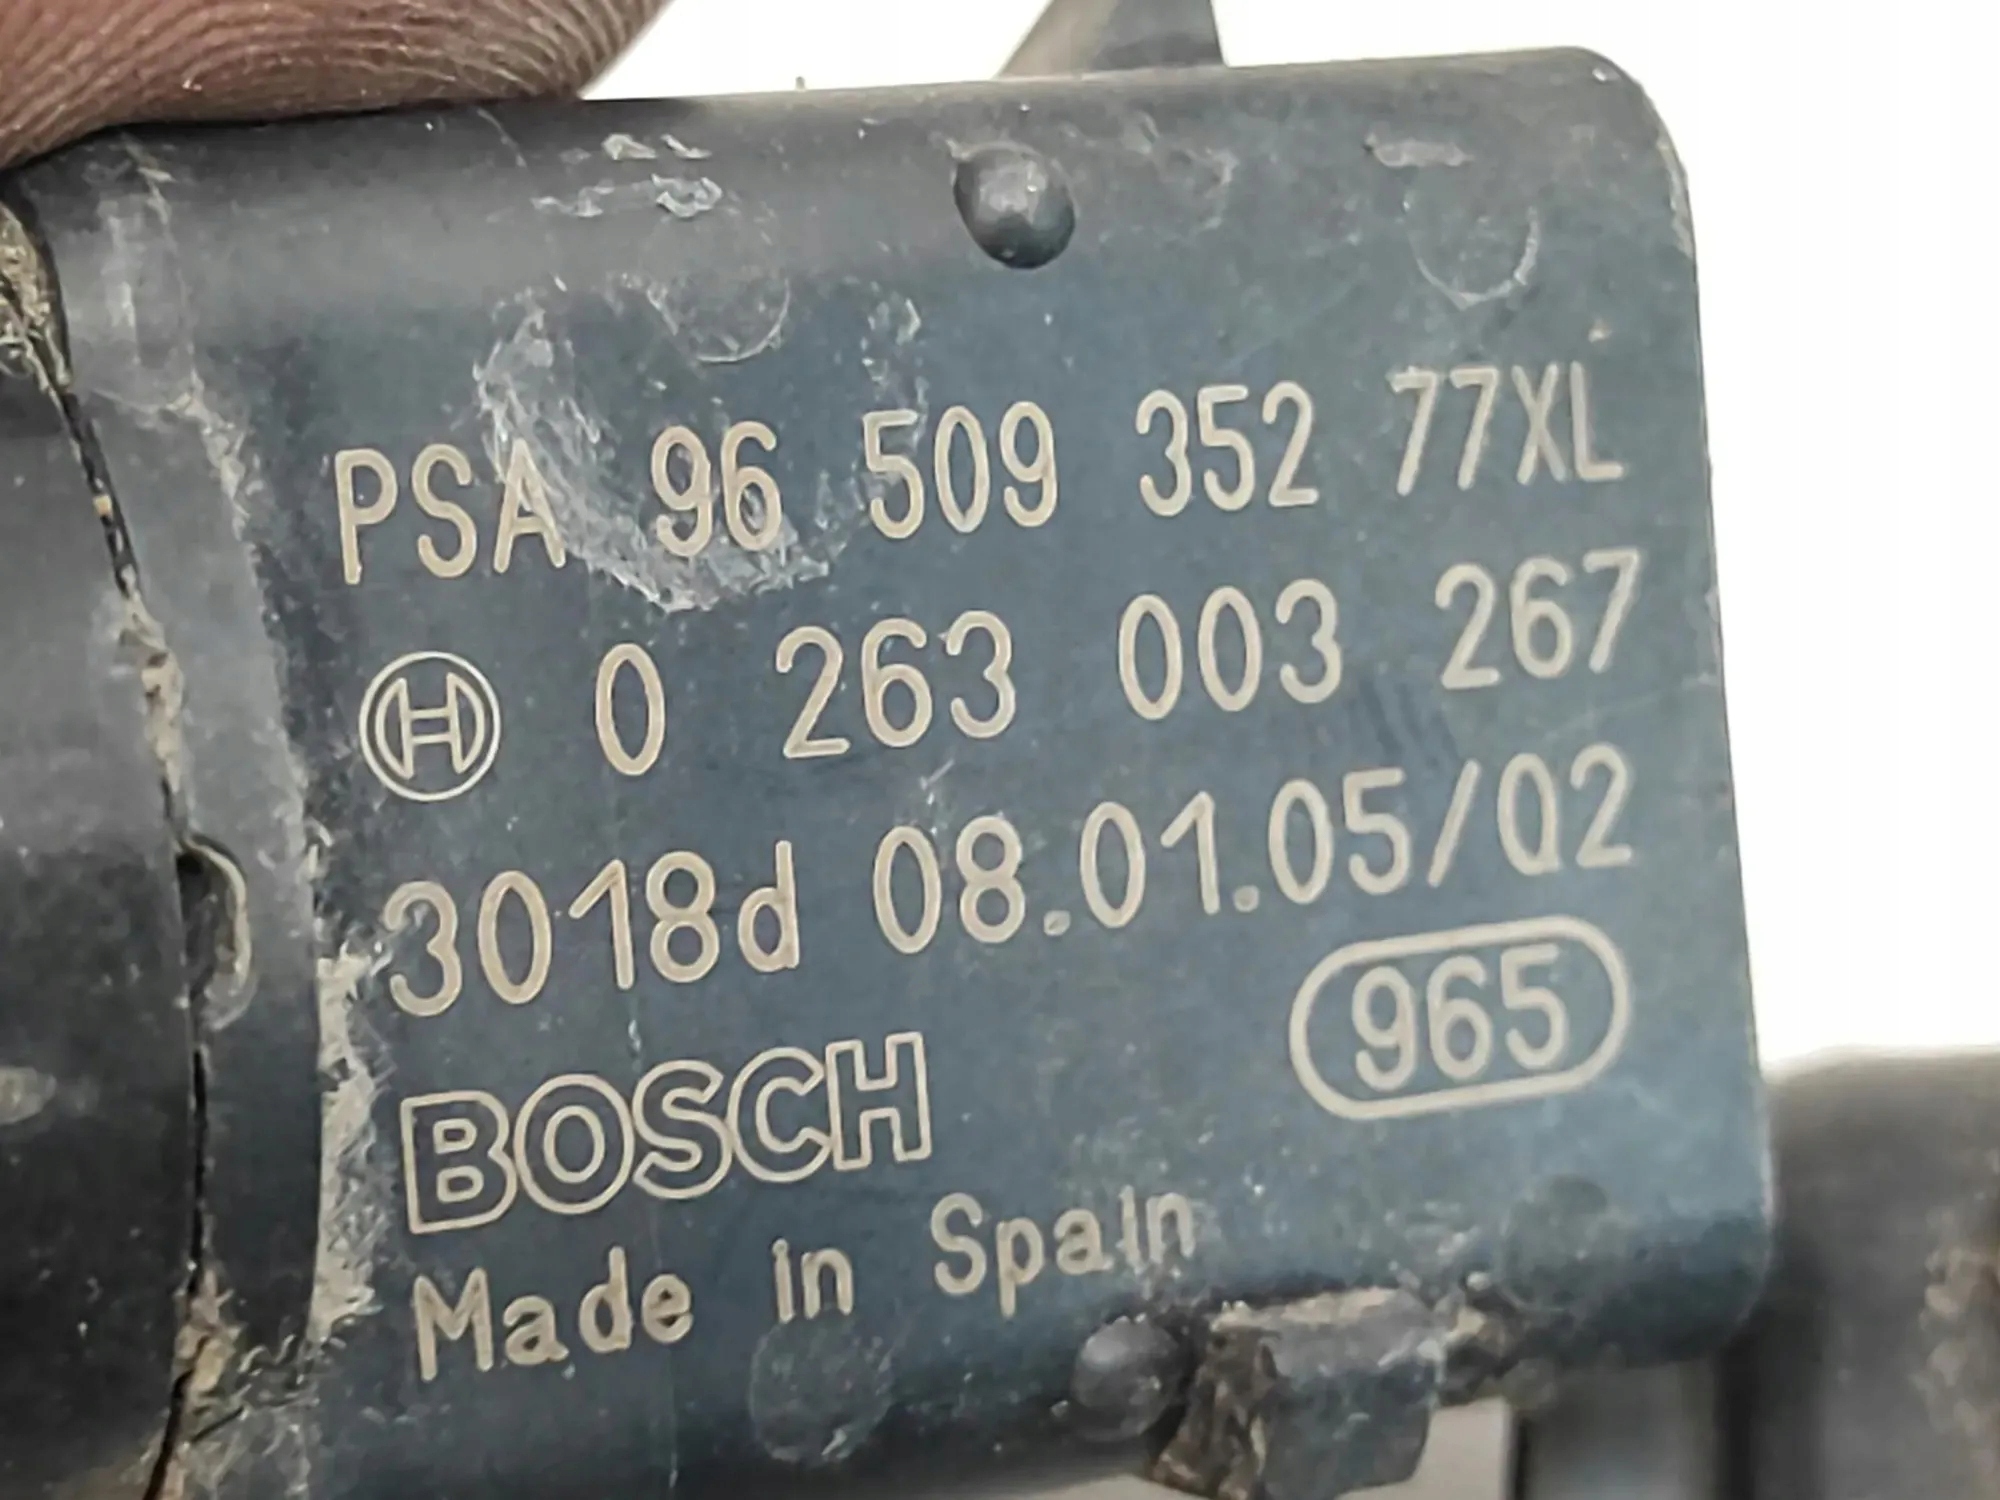 PSA 96 509 352 77XL
0 263 003 267
3018d 08.01.05/02
965
BOSCH
Made in Spain